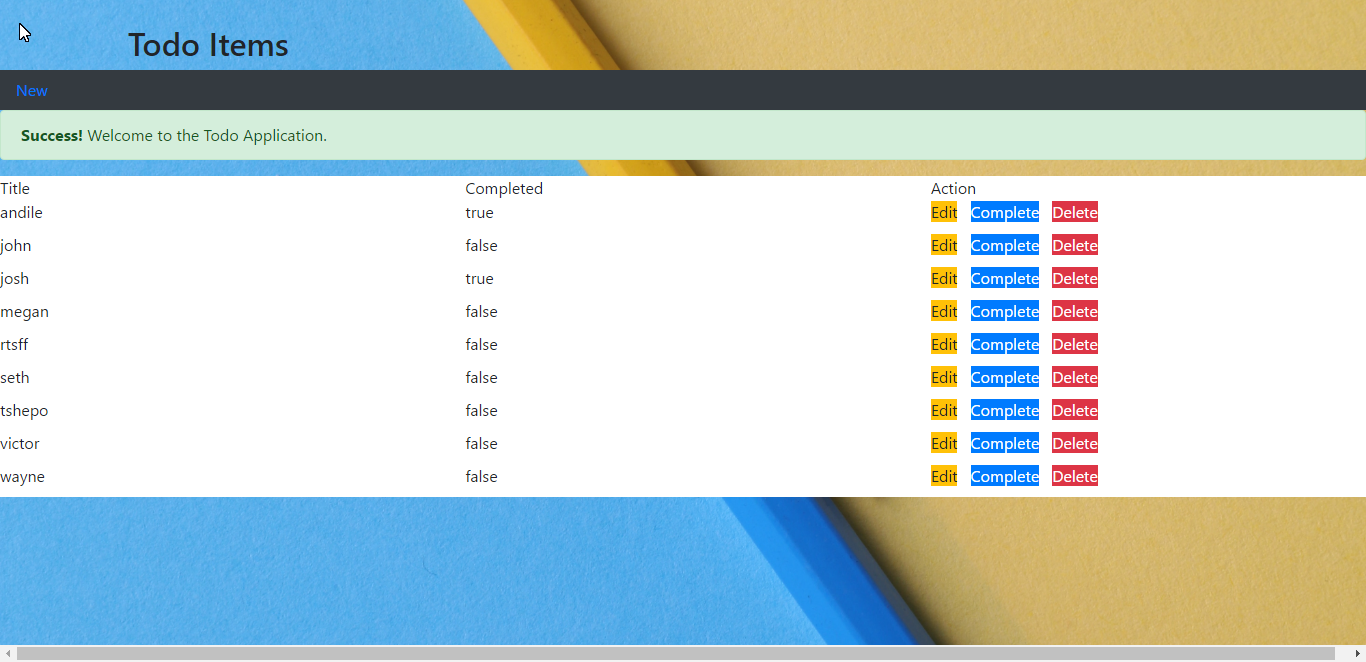 Todo Items
New
Success! Welcome to the Todo Application.
Title Completed Action
andile true Edit Complete Delete
john false Edit Complete Delete
josh true Edit Complete Delete
megan false Edit Complete Delete
rtsff false Edit Complete Delete
seth false Edit Complete Delete
tshepo false Edit Complete Delete
victor false Edit Complete Delete
wayne false Edit Complete Delete